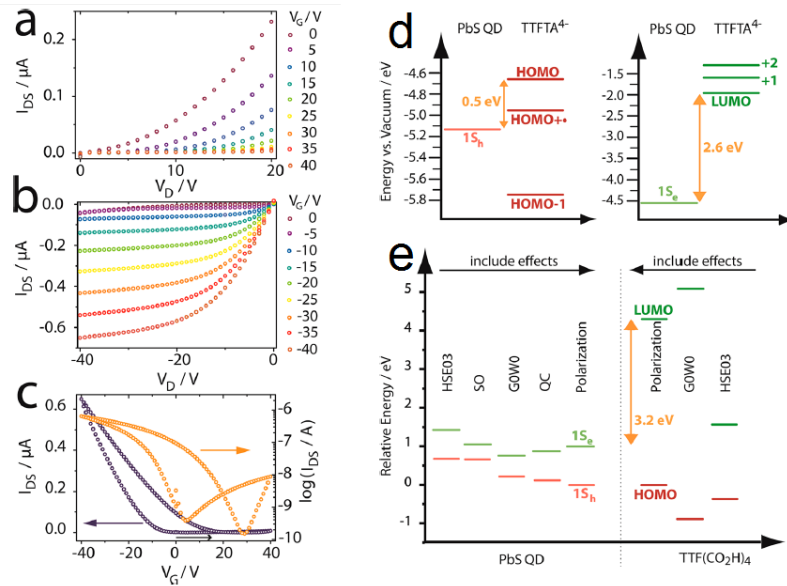 a
V_G / V
0
5
10
15
20
25
30
35
40
0.2
0.1
0.0
I_DS / µA
0
10
20
V_D / V
b
V_G / V
0
-5
-10
-15
-20
-25
-30
-35
-40
0.0
-0.2
-0.4
-0.6
I_DS / µA
-40
-20
0
V_D / V
c
0.6
0.4
0.2
0.0
I_DS / µA
-6
-7
-8
-9
-10
log(I_DS / A)
-40
-20
0
20
40
V_G / V
d
PbS QD
TTFTA⁴⁻
Energy vs. Vacuum / eV
-4.6
-4.8
-5.0
-5.2
-5.4
-5.6
-5.8
HOMO
0.5 eV
HOMO+•
1S_h
HOMO-1
PbS QD
TTFTA⁴⁻
-1.5
-2.0
-2.5
-3.0
-3.5
-4.0
-4.5
+2
+1
LUMO
2.6 eV
1S_e
e
include effects
include effects
Relative Energy / eV
5
4
3
2
1
0
-1
HSE03
SO
G0W0
QC
Polarization
1S_e
1S_h
LUMO
Polarization
G0W0
HSE03
3.2 eV
HOMO
PbS QD
TTF(CO₂H)₄